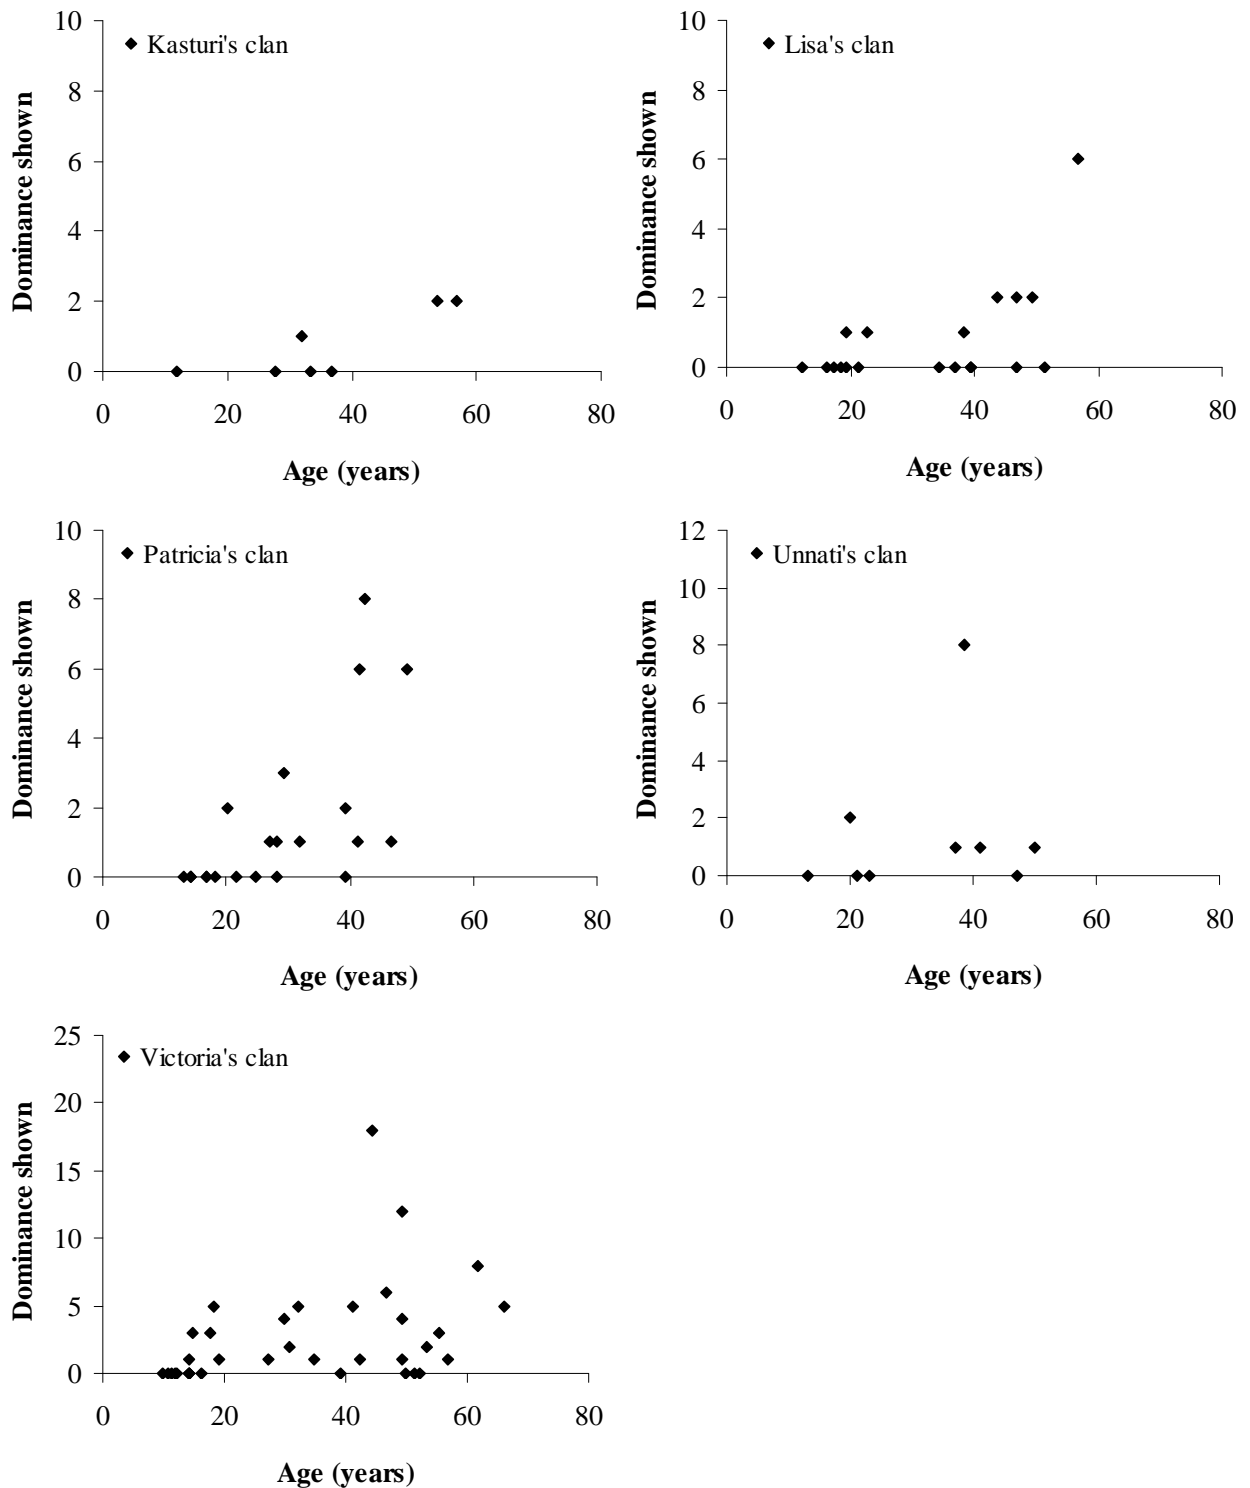 Kasturi's clan
Dominance shown
10
8
6
4
2
0
0 20 40 60 80
Age (years)
Lisa's clan
Dominance shown
10
8
6
4
2
0
0 20 40 60 80
Age (years)
Patricia's clan
Dominance shown
10
8
6
4
2
0
0 20 40 60 80
Age (years)
Unnati's clan
Dominance shown
12
10
8
6
4
2
0
0 20 40 60 80
Age (years)
Victoria's clan
Dominance shown
25
20
15
10
5
0
0 20 40 60 80
Age (years)